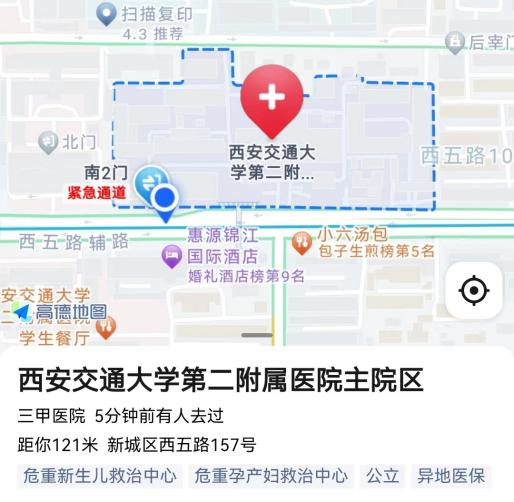 扫描复印
4.3 推荐
后宰门
北门
西安交通大
学第二附...
西五路10
南2门
紧急通道
西五路辅路
惠源锦江
国际酒店
婚礼酒店榜第9名
小六汤包
包子生煎榜第5名
安交通大学
二附属医院
学生餐厅
高德地图
西安交通大学第二附属医院主院区
三甲医院 5分钟前有人去过
距你121米 新城区西五路157号
危重新生儿救治中心
危重孕产妇救治中心
公立
异地医保